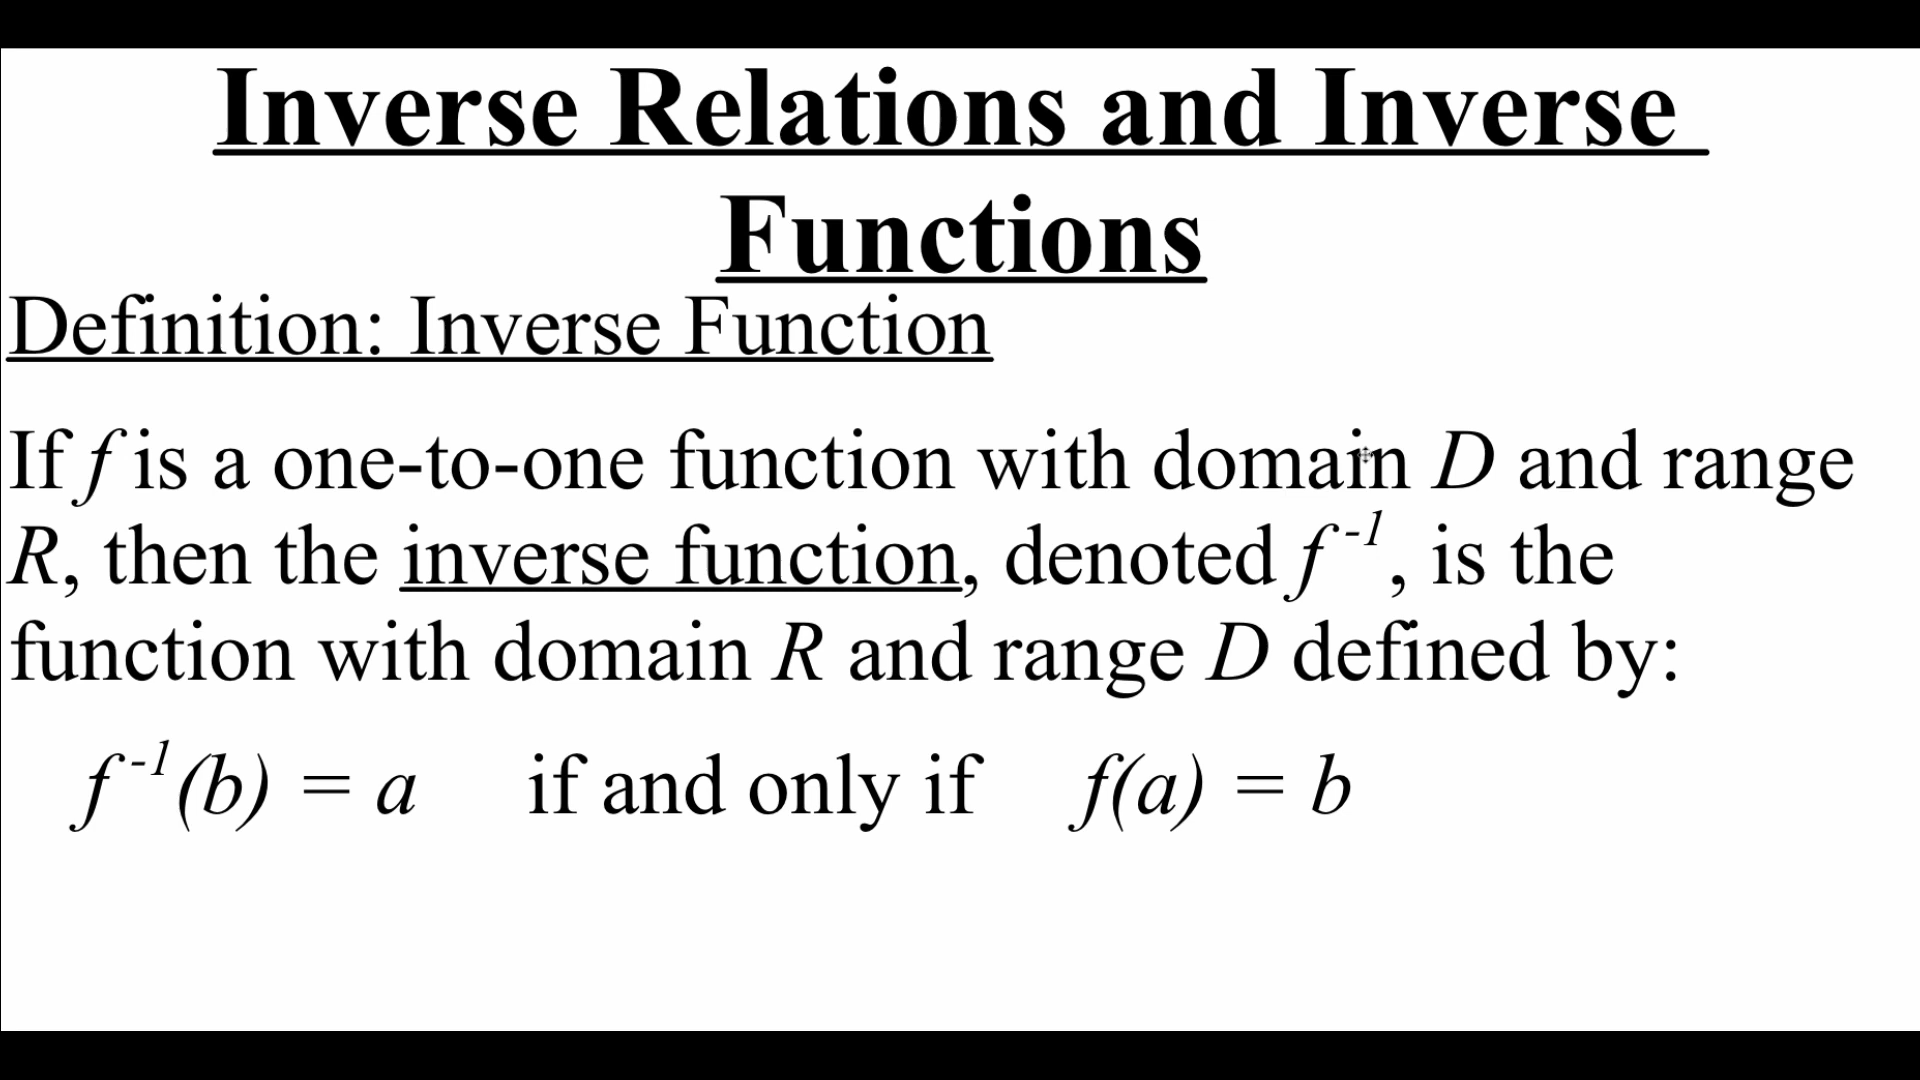 Inverse Relations and Inverse
Functions
Definition: Inverse Function
If f is a one-to-one function with domain D and range
R, then the inverse function, denoted f⁻¹, is the
function with domain R and range D defined by:
f⁻¹(b) = a if and only if f(a) = b